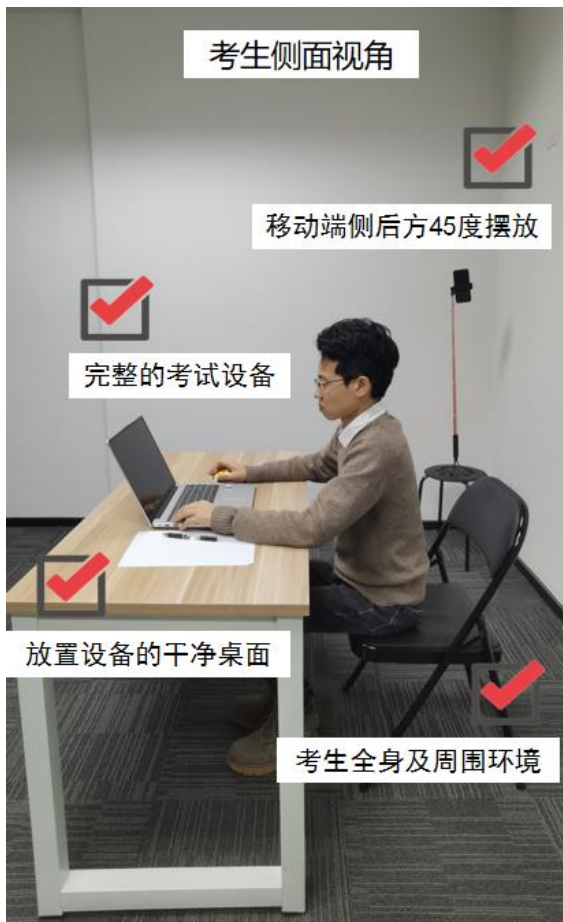 考生侧面视角
移动端侧后方45度摆放
完整的考试设备
放置设备的干净桌面
考生全身及周围环境